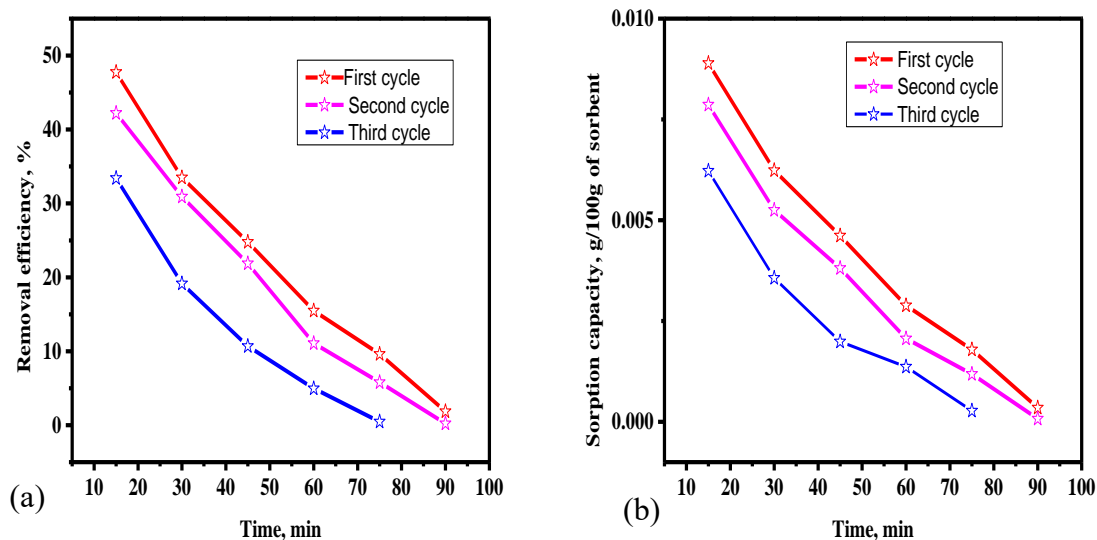 50
40
30
20
10
0
Removal efficiency, %
First cycle
Second cycle
Third cycle
10 20 30 40 50 60 70 80 90 100
Time, min
(a)
0.010
0.005
0.000
Sorption capacity, g/100g of sorbent
First cycle
Second cycle
Third cycle
10 20 30 40 50 60 70 80 90 100
Time, min
(b)